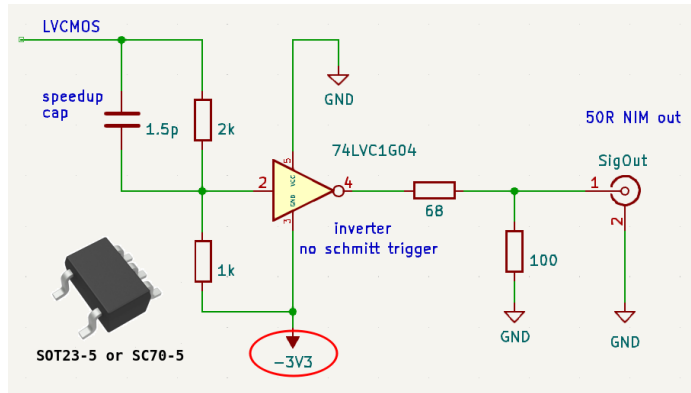 LVCMOS
speedup
cap
1.5p
2k
GND
74LVC1G04
50R NIM out
SigOut
5
VCC
2
4
GND
3
68
1
2
inverter
no schmitt trigger
1k
100
GND
GND
-3V3
SOT23-5 or SC70-5